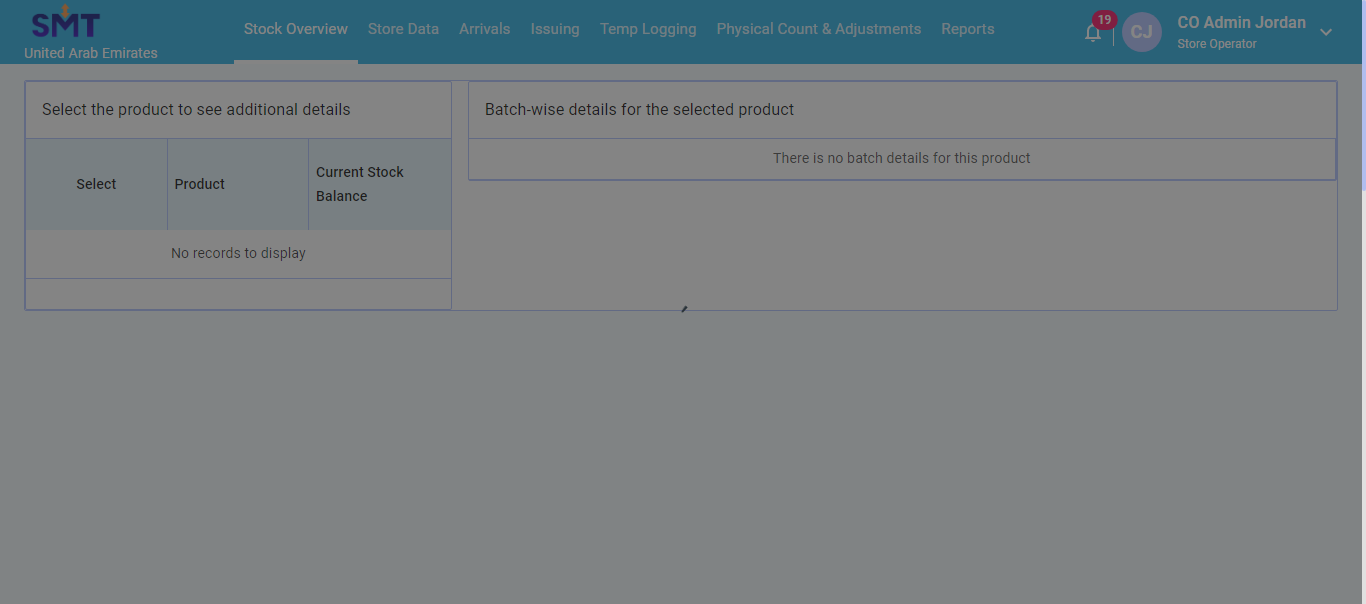 SMT
United Arab Emirates
Stock Overview
Store Data
Arrivals
Issuing
Temp Logging
Physical Count & Adjustments
Reports
19
CJ
CO Admin Jordan
Store Operator
Select the product to see additional details
Select
Product
Current Stock
Balance
No records to display
Batch-wise details for the selected product
There is no batch details for this product